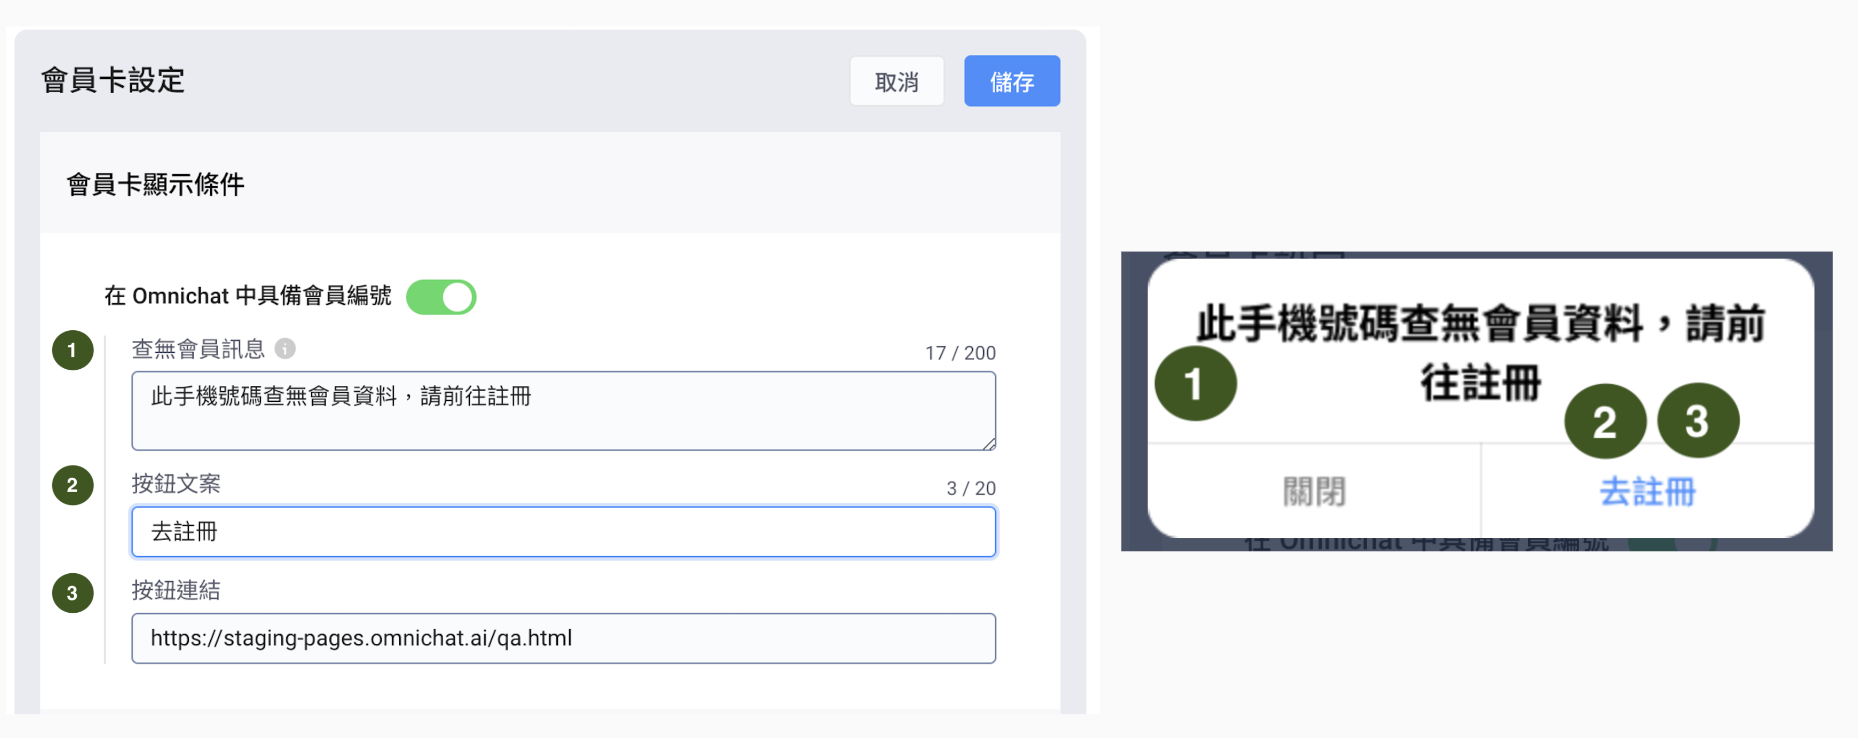 會員卡設定
取消
儲存
會員卡顯示條件
在 Omnichat 中具備會員編號
1
查無會員訊息
17 / 200
此手機號碼查無會員資料，請前往註冊
2
按鈕文案
3 / 20
去註冊
3
按鈕連結
https://staging-pages.omnichat.ai/qa.html
此手機號碼查無會員資料，請前
往註冊
1
2
3
關閉
去註冊
在 Omnichat 中具備會員編號